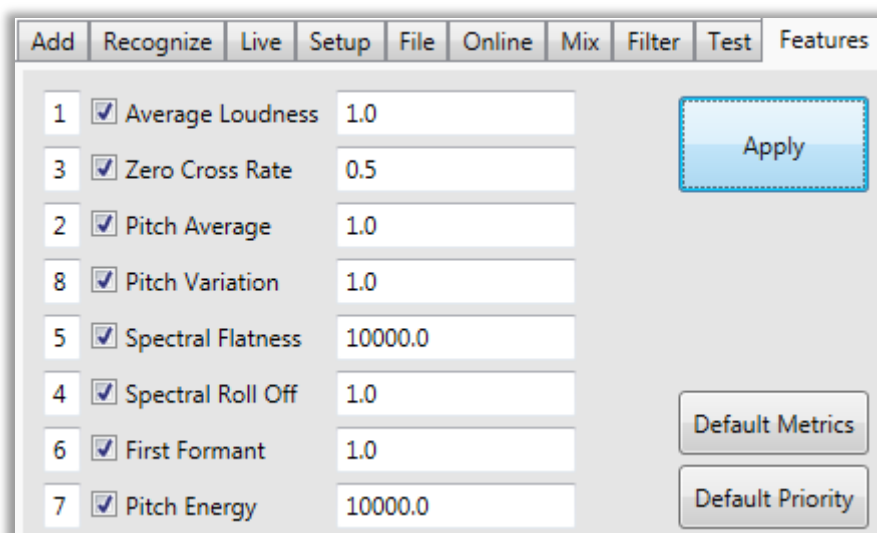 Add Recognize Live Setup File Online Mix Filter Test Features
1 Average Loudness 1.0
Apply
3 Zero Cross Rate 0.5
2 Pitch Average 1.0
8 Pitch Variation 1.0
5 Spectral Flatness 10000.0
4 Spectral Roll Off 1.0
Default Metrics
6 First Formant 1.0
7 Pitch Energy 10000.0
Default Priority